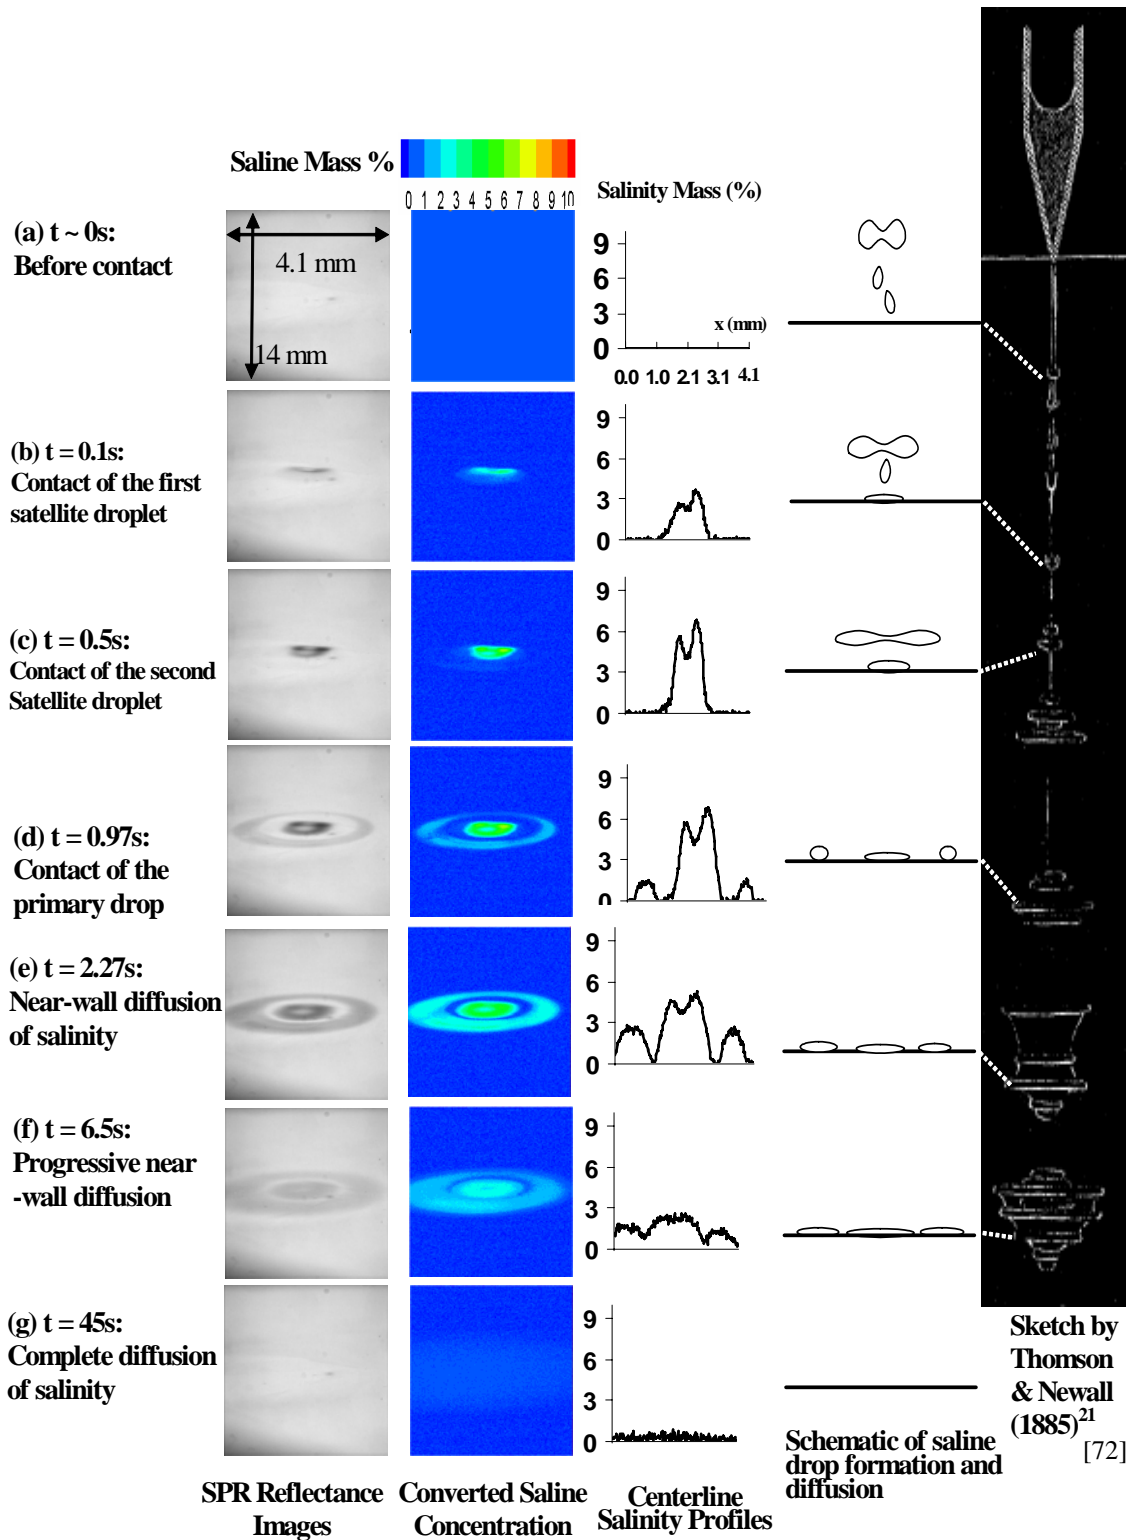 Saline Mass %
0 1 2 3 4 5 6 7 8 9 10
Salinity Mass (%)
(a) t ~ 0s:
Before contact
4.1 mm
14 mm
9
6
3
0
x (mm)
0.0 1.0 2.1 3.1 4.1
(b) t = 0.1s:
Contact of the first
satellite droplet
9
6
3
0
(c) t = 0.5s:
Contact of the second
Satellite droplet
9
6
3
0
(d) t = 0.97s:
Contact of the
primary drop
9
6
3
0
(e) t = 2.27s:
Near-wall diffusion
of salinity
9
6
3
0
(f) t = 6.5s:
Progressive near
-wall diffusion
9
6
3
0
(g) t = 45s:
Complete diffusion
of salinity
9
6
3
0
Sketch by
Thomson
& Newall
(1885)21
[72]
SPR Reflectance
Images
Converted Saline
Concentration
Centerline
Salinity Profiles
Schematic of saline
drop formation and
diffusion